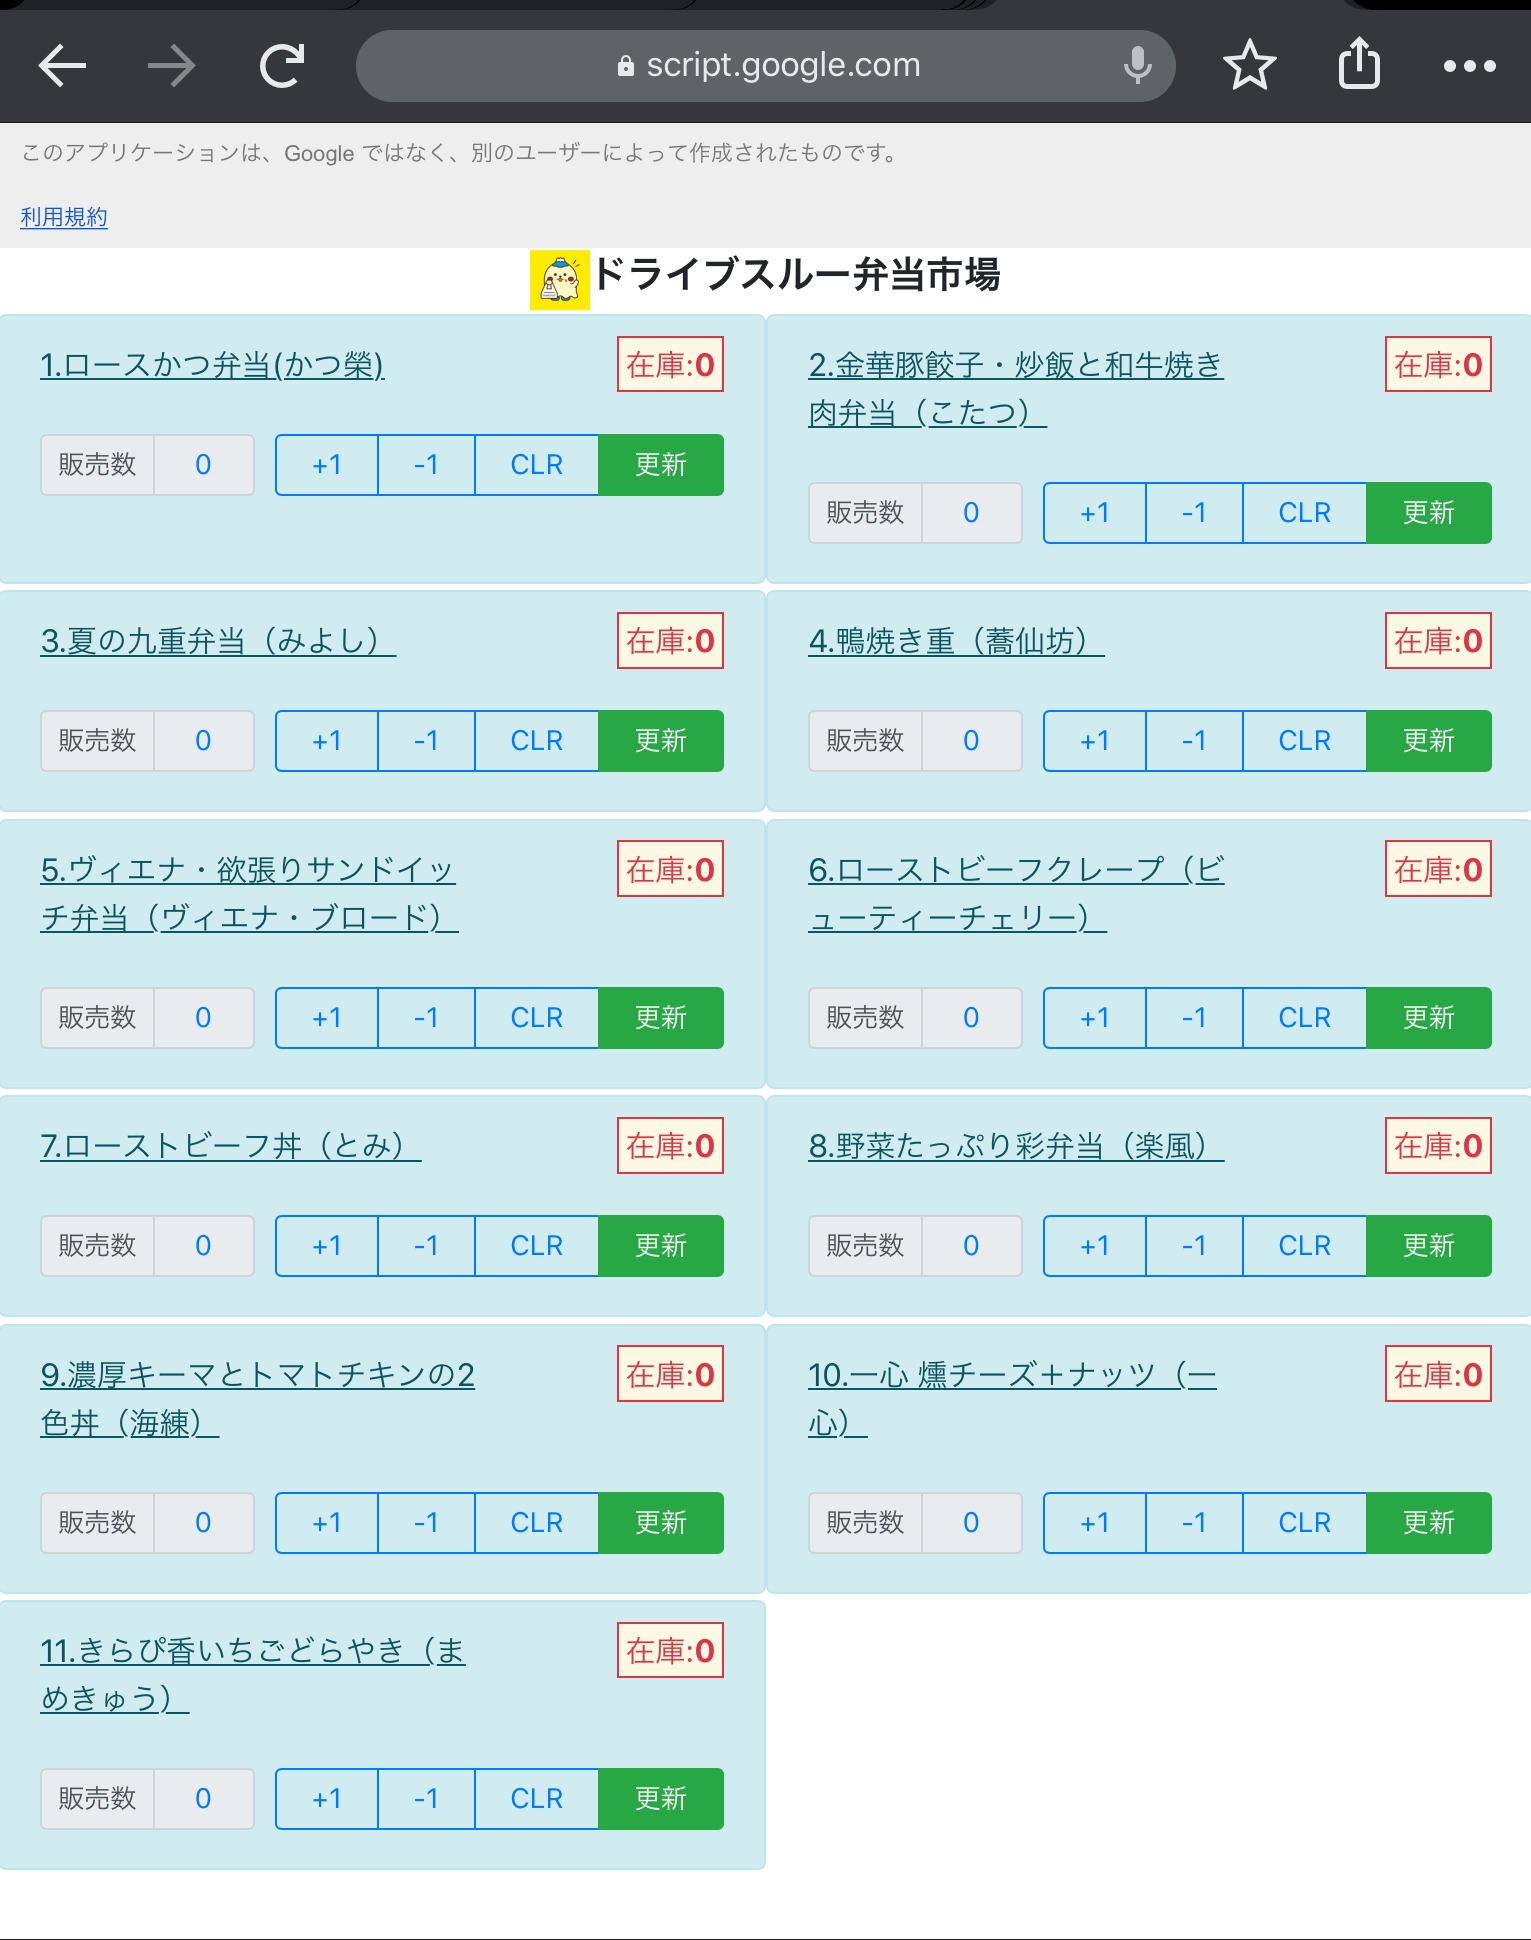 script.google.com
このアプリケーションは、Google ではなく、別のユーザーによって作成されたものです。
利用規約
ドライブスルー弁当市場
1.ロースかつ弁当(かつ榮)
在庫:0
販売数 0 +1 -1 CLR 更新
2.金華豚餃子・炒飯と和牛焼き
肉弁当（こたつ）
在庫:0
販売数 0 +1 -1 CLR 更新
3.夏の九重弁当（みよし）
在庫:0
販売数 0 +1 -1 CLR 更新
4.鴨焼き重（蕎仙坊）
在庫:0
販売数 0 +1 -1 CLR 更新
5.ヴィエナ・欲張りサンドイッ
チ弁当（ヴィエナ・ブロード）
在庫:0
販売数 0 +1 -1 CLR 更新
6.ローストビーフクレープ（ビ
ューティーチェリー）
在庫:0
販売数 0 +1 -1 CLR 更新
7.ローストビーフ丼（とみ）
在庫:0
販売数 0 +1 -1 CLR 更新
8.野菜たっぷり彩弁当（楽風）
在庫:0
販売数 0 +1 -1 CLR 更新
9.濃厚キーマとトマトチキンの2
色丼（海練）
在庫:0
販売数 0 +1 -1 CLR 更新
10.一心 燻チーズ＋ナッツ（一
心）
在庫:0
販売数 0 +1 -1 CLR 更新
11.きらぴ香いちごどらやき（ま
めきゅう）
在庫:0
販売数 0 +1 -1 CLR 更新